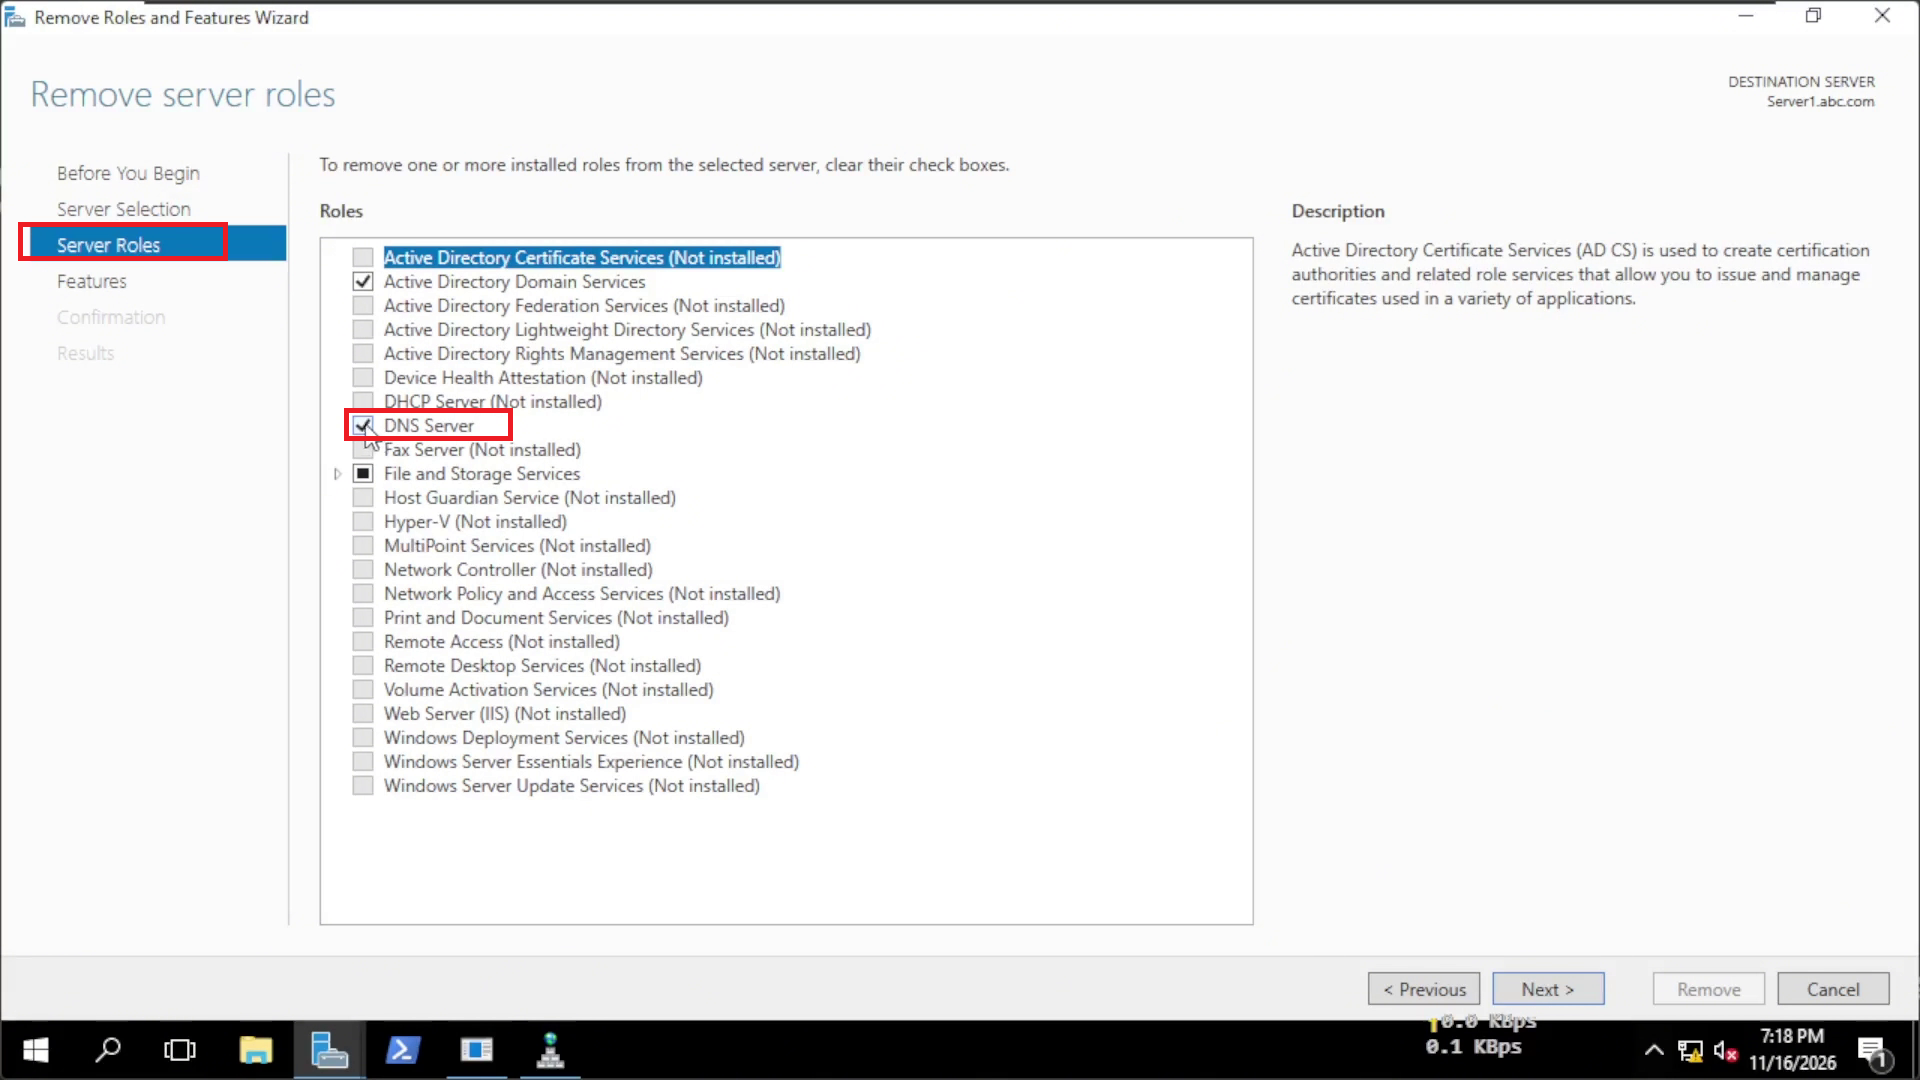 Remove Roles and Features Wizard
Remove server roles
DESTINATION SERVER
Server1.abc.com
Before You Begin
Server Selection
Server Roles
Features
Confirmation
Results
To remove one or more installed roles from the selected server, clear their check boxes.
Roles
Active Directory Certificate Services (Not installed)
Active Directory Domain Services
Active Directory Federation Services (Not installed)
Active Directory Lightweight Directory Services (Not installed)
Active Directory Rights Management Services (Not installed)
Device Health Attestation (Not installed)
DHCP Server (Not installed)
DNS Server
Fax Server (Not installed)
File and Storage Services
Host Guardian Service (Not installed)
Hyper-V (Not installed)
MultiPoint Services (Not installed)
Network Controller (Not installed)
Network Policy and Access Services (Not installed)
Print and Document Services (Not installed)
Remote Access (Not installed)
Remote Desktop Services (Not installed)
Volume Activation Services (Not installed)
Web Server (IIS) (Not installed)
Windows Deployment Services (Not installed)
Windows Server Essentials Experience (Not installed)
Windows Server Update Services (Not installed)
Description
Active Directory Certificate Services (AD CS) is used to create certification
authorities and related role services that allow you to issue and manage
certificates used in a variety of applications.
< Previous
Next >
Remove
Cancel
0.0 KBps
0.1 KBps
7:18 PM
11/16/2026
1